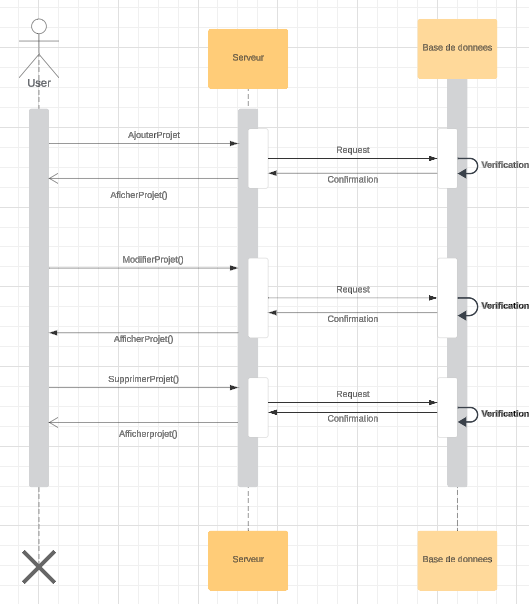 User
Serveur
Base de donnees
AjouterProjet
Request
Verification
Confirmation
AficherProjet()
ModifierProjet()
Request
Verification
Confirmation
AfficherProjet()
SupprimerProjet()
Request
Verification
Confirmation
Afficherprojet()
Serveur
Base de donnees